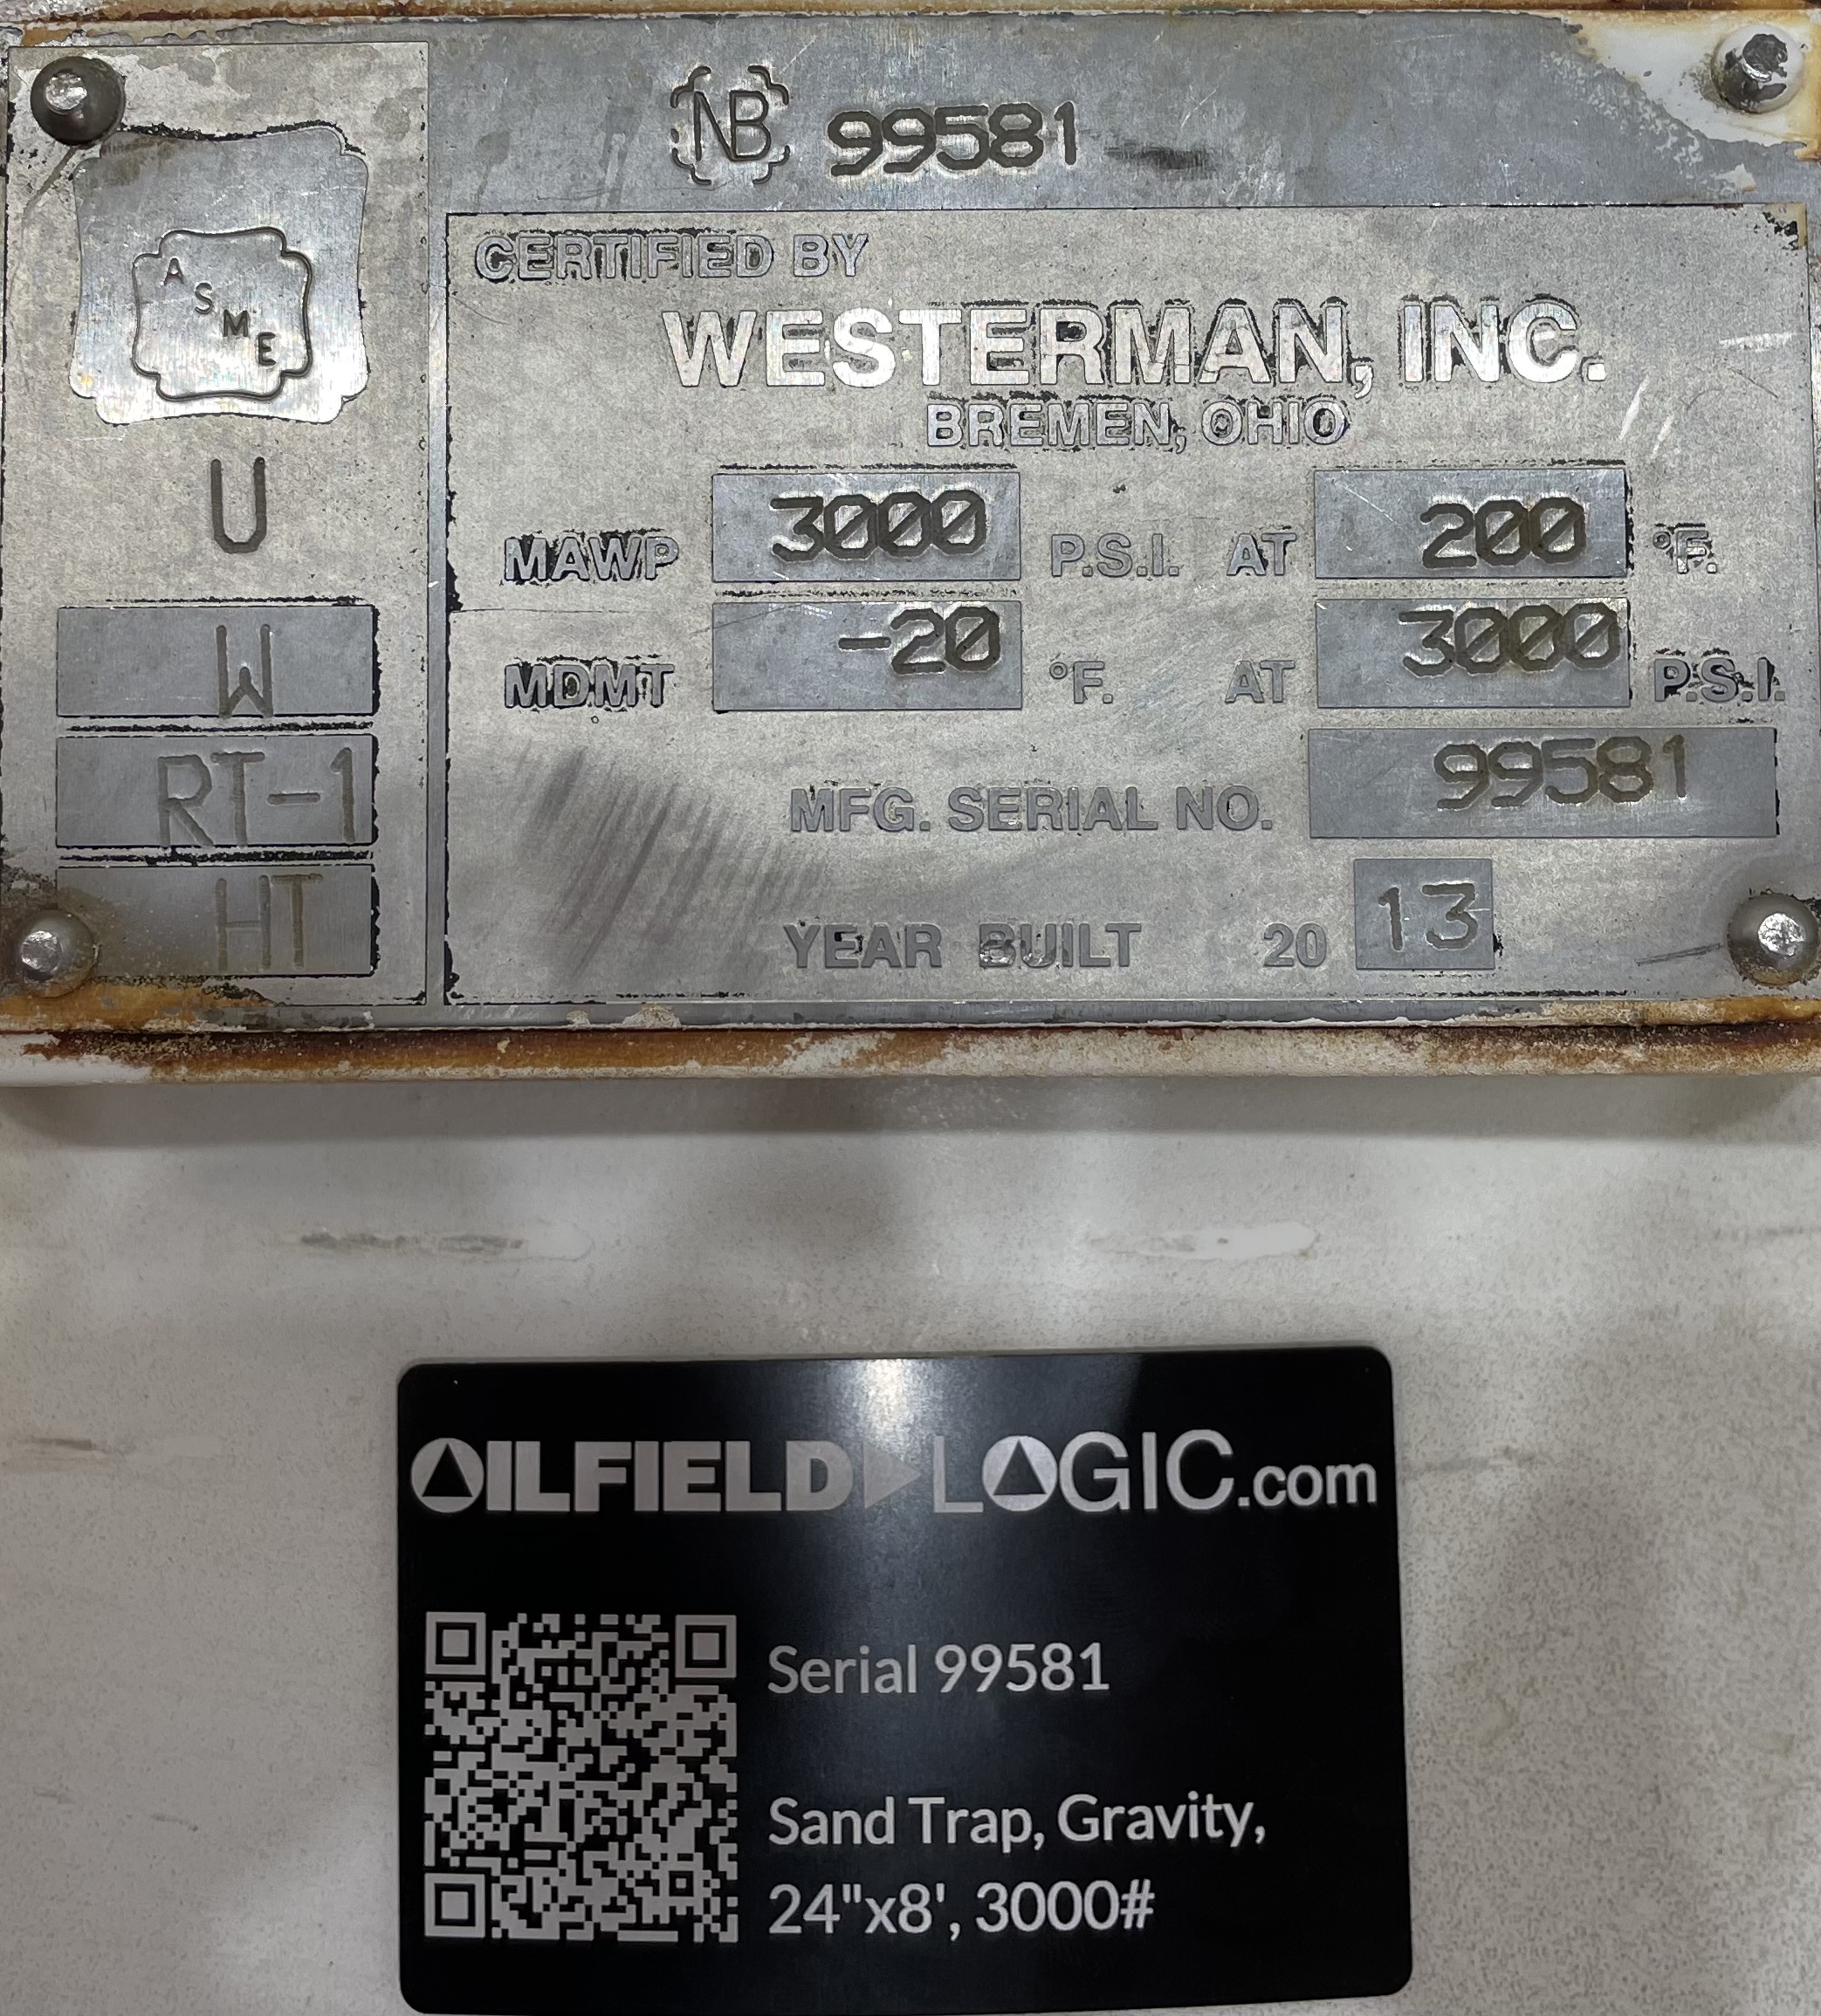 NB 99581
ASME
U
W
RT-1
HT
CERTIFIED BY
WESTERMAN, INC.
BREMEN, OHIO
MAWP 3000 P.S.I. AT 200 °F.
MDMT -20 °F. AT 3000 P.S.I.
MFG. SERIAL NO. 99581
YEAR BUILT 20 13
OILFIELD LOGIC.com
Serial 99581
Sand Trap, Gravity,
24"x8', 3000#